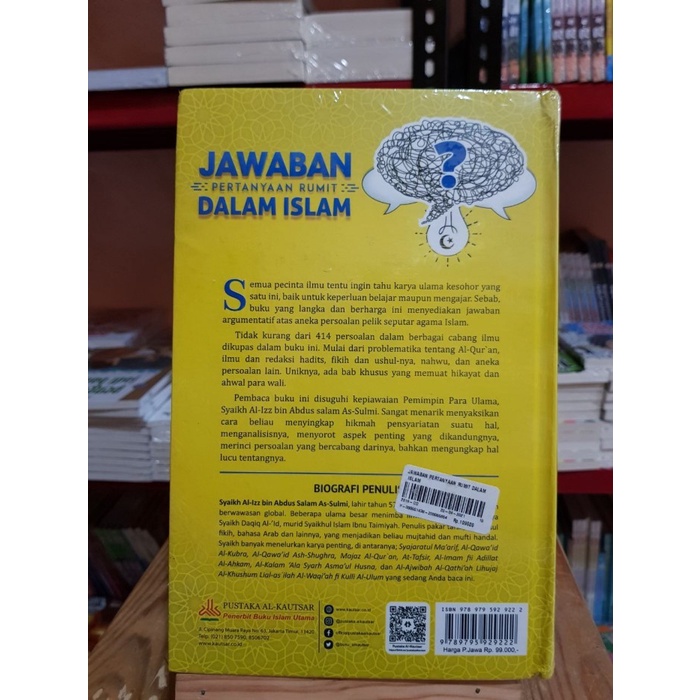 JAWABAN
PERTANYAAN RUMIT
DALAM ISLAM
?
Semua pecinta ilmu tentu ingin tahu karya ulama kesohor yang
satu ini, baik untuk keperluan belajar maupun mengajar. Sebab,
buku yang langka dan berharga ini menyediakan jawaban
argumentatif atas aneka persoalan pelik seputar agama Islam.
Tidak kurang dari 414 persoalan dalam berbagai cabang ilmu
dikupas dalam buku ini. Mulai dari problematika tentang Al-Qur'an,
ilmu dan redaksi hadits, fikih dan ushul-nya, nahwu, dan aneka
persoalan lain. Uniknya, ada bab khusus yang memuat hikayat dan
ahwal para wali.
Pembaca buku ini disuguhi kepiawaian Pemimpin Para Ulama,
Syaikh Al-Izz bin Abdus salam As-Sulmi. Sangat menarik menyaksikan
cara beliau menyingkap hikmah pensyariatan suatu hal,
menganalisisnya, menyorot aspek penting yang dikandungnya,
merinci persoalan yang bercabang darinya, bahkan mengungkap hal
lucu tentangnya.
BIOGRAFI PENULIS
Syaikh Al-Izz bin Abdus Salam As-Sulmi, lahir tahun
berwawasan global. Beberapa ulama besar menimba
Syaikh Daqiq Al-'Id, murid Syaikhul Islam Ibnu Taimiyah. Penulis pakar
fikih, bahasa Arab dan lainnya, yang menjadikan beliau mujtahid dan mufti handal.
Syaikh banyak menelurkan karya penting, di antaranya; Syajaratul Ma'arif, Al-Qawa'id
Al-Kubra, Al-Qawa'id Ash-Shughra, Majaz Al-Qur'an, At-Tafsir, Al-Imam fii Adillat
Al-Ahkam, Al-Kalam 'Ala Syarh Asma'ul Husna, dan Al-Ajwibah Al-Qathi'ah Lihujaj
Al-Khushum Lial-as'ilah Al-Waqi'ah fi Kulli Al-Ulum yang sedang Anda baca ini.
JAWABAN PERTANYAAN RUMIT DALAM
ISLAM
PUSTAKA AL-KAUTSAR
Penerbit Buku Islam Utama
www.kautsar.co.id
ISBN 978 979 592 922 2
9 789795 929222
Harga P.Jawa Rp. 99.000,-